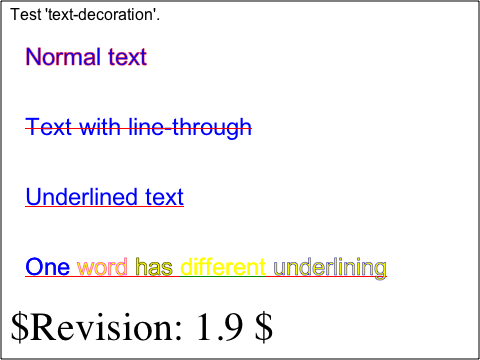 Test 'text-decoration'.
Normal text
Text with line-through
Underlined text
One word has different underlining
$Revision: 1.9 $